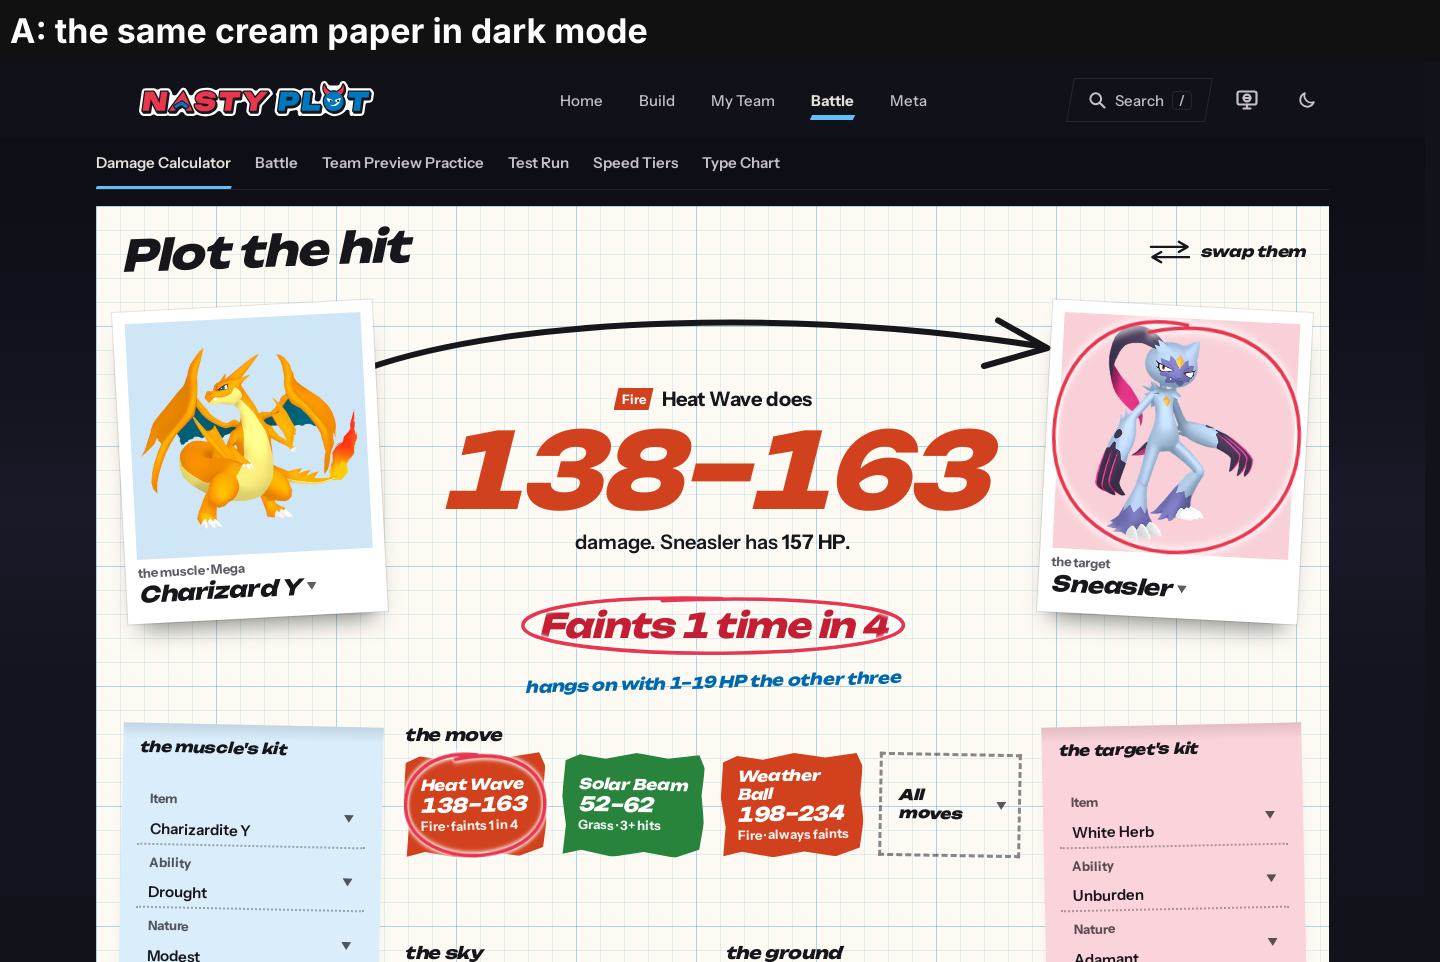 A: the same cream paper in dark mode
NASTY PLOT
Home
Build
My Team
Battle
Meta
Search /
Damage Calculator
Battle
Team Preview Practice
Test Run
Speed Tiers
Type Chart
Plot the hit
swap them
Fire Heat Wave does
138–163
damage. Sneasler has 157 HP.
the muscle·Mega
Charizard Y
the target
Sneasler
Faints 1 time in 4
hangs on with 1–19 HP the other three
the muscle's kit
Item
Charizardite Y
Ability
Drought
Nature
Modest
the move
Heat Wave
138–163
Fire·faints 1 in 4
Solar Beam
52–62
Grass·3+ hits
Weather
Ball
198–234
Fire·always faints
All
moves
the sky
the ground
the target's kit
Item
White Herb
Ability
Unburden
Nature
Adamant